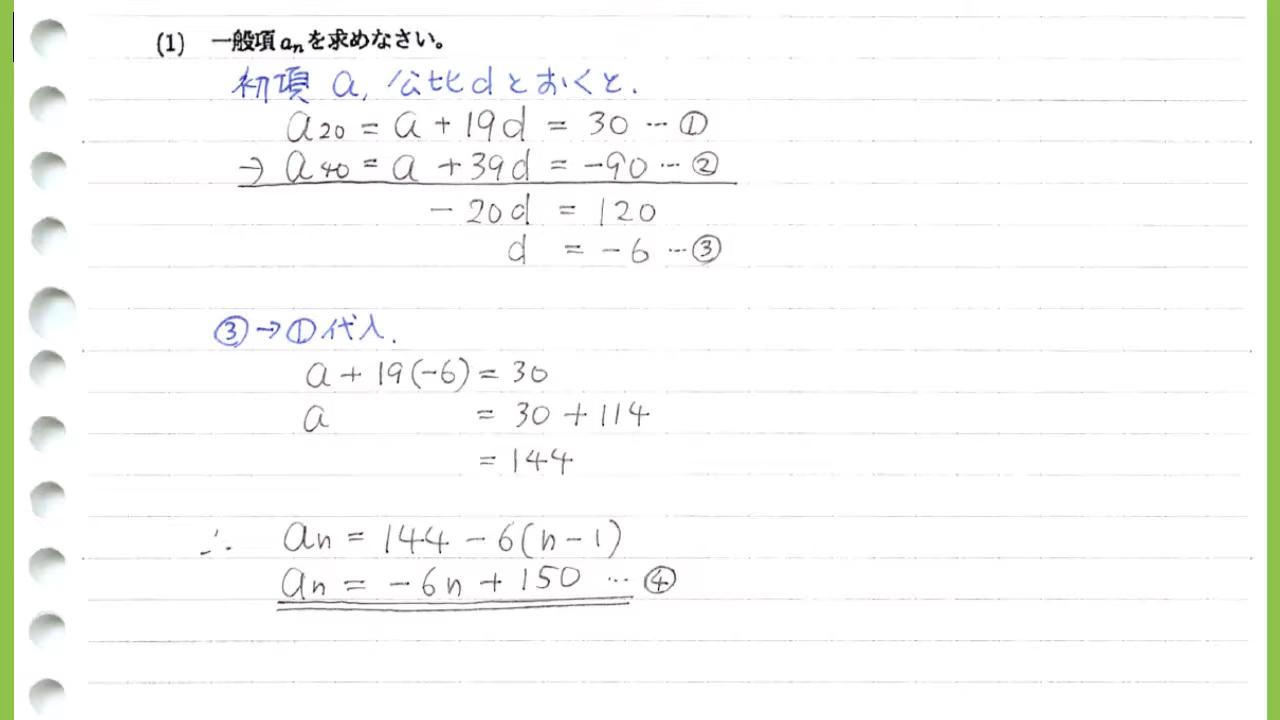 (1) 一般項 aₙ を求めなさい。
初項 a, 公比 d とおくと.
a₂₀ = a + 19d = 30 … ①
→ a₄₀ = a + 39d = -90 … ②
- 20d = 120
d = -6 … ③
③→①代入.
a + 19(-6) = 30
a = 30 + 114
= 144
∴ aₙ = 144 - 6(n - 1)
aₙ = -6n + 150 … ④